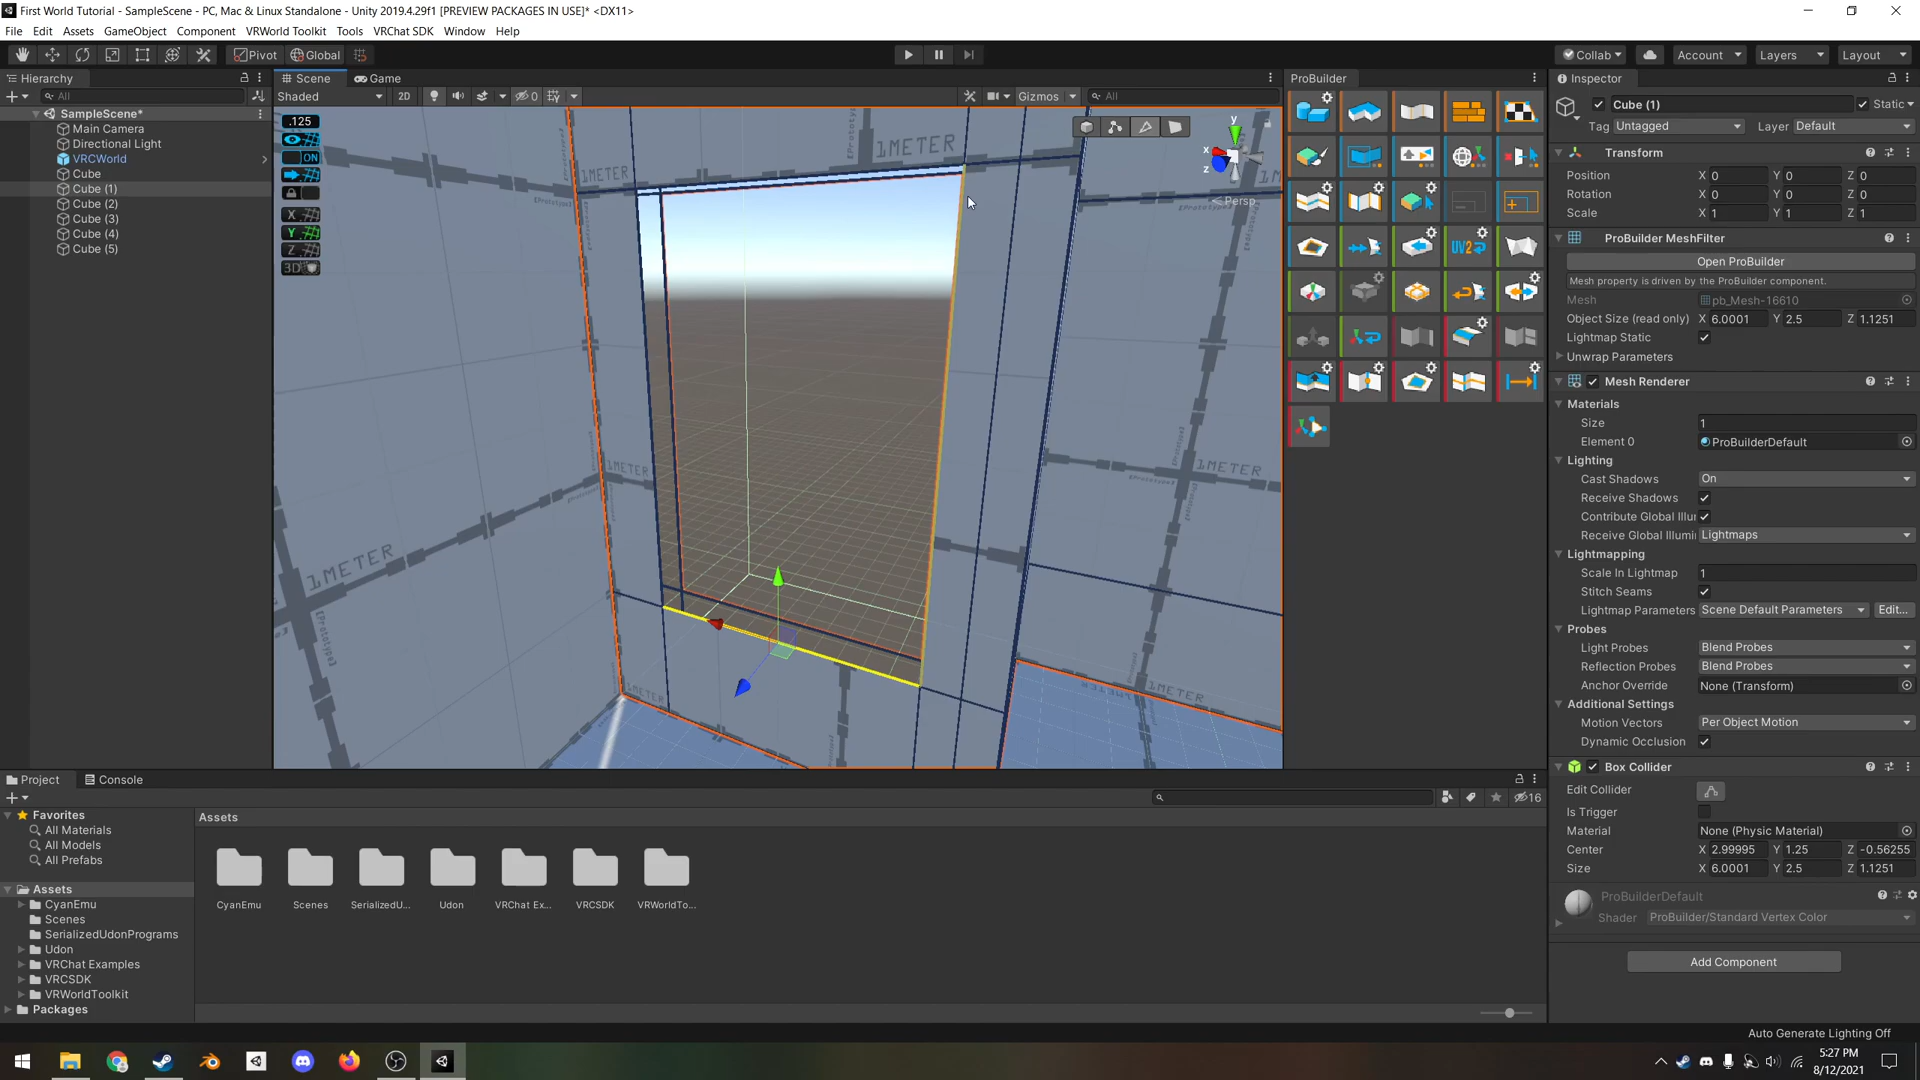 First World Tutorial - SampleScene - PC, Mac & Linux Standalone - Unity 2019.4.29f1 [PREVIEW PACKAGES IN USE]* <DX11>
File Edit Assets GameObject Component VRWorld Toolkit Tools VRChat SDK Window Help
Pivot Global Collab Account Layers Layout
Hierarchy Scene Game ProBuilder Inspector
All Shaded 2D 0 Gizmos All
SampleScene*
Main Camera
Directional Light
VRCWorld
Cube
Cube (1)
Cube (2)
Cube (3)
Cube (4)
Cube (5)
.125
ON
X
Y
Z
3D
y
x
z
Persp
1METER
1METER
1METER
1METER
1METER
1METER
1METER
UV2
Cube (1) Static
Tag Untagged Layer Default
Transform
Position X 0 Y 0 Z 0
Rotation X 0 Y 0 Z 0
Scale X 1 Y 1 Z 1
ProBuilder MeshFilter
Open ProBuilder
Mesh property is driven by the ProBuilder component.
Mesh pb_Mesh-16610
Object Size (read only) X 6.0001 Y 2.5 Z 1.1251
Lightmap Static
Unwrap Parameters
Mesh Renderer
Materials
Size 1
Element 0 ProBuilderDefault
Lighting
Cast Shadows On
Receive Shadows
Contribute Global Illur
Receive Global Illumin Lightmaps
Lightmapping
Scale In Lightmap 1
Stitch Seams
Lightmap Parameters Scene Default Parameters Edit...
Probes
Light Probes Blend Probes
Reflection Probes Blend Probes
Anchor Override None (Transform)
Additional Settings
Motion Vectors Per Object Motion
Dynamic Occlusion
Box Collider
Edit Collider
Is Trigger
Material None (Physic Material)
Center X 2.99995 Y 1.25 Z -0.56255
Size X 6.0001 Y 2.5 Z 1.1251
ProBuilderDefault
Shader ProBuilder/Standard Vertex Color
Add Component
Project Console
16
Favorites
All Materials
All Models
All Prefabs
Assets
CyanEmu
Scenes
SerializedUdonPrograms
Udon
VRChat Examples
VRCSDK
VRWorldToolkit
Packages
Assets
CyanEmu Scenes SerializedU... Udon VRChat Ex... VRCSDK VRWorldTo...
Auto Generate Lighting Off
5:27 PM
8/12/2021